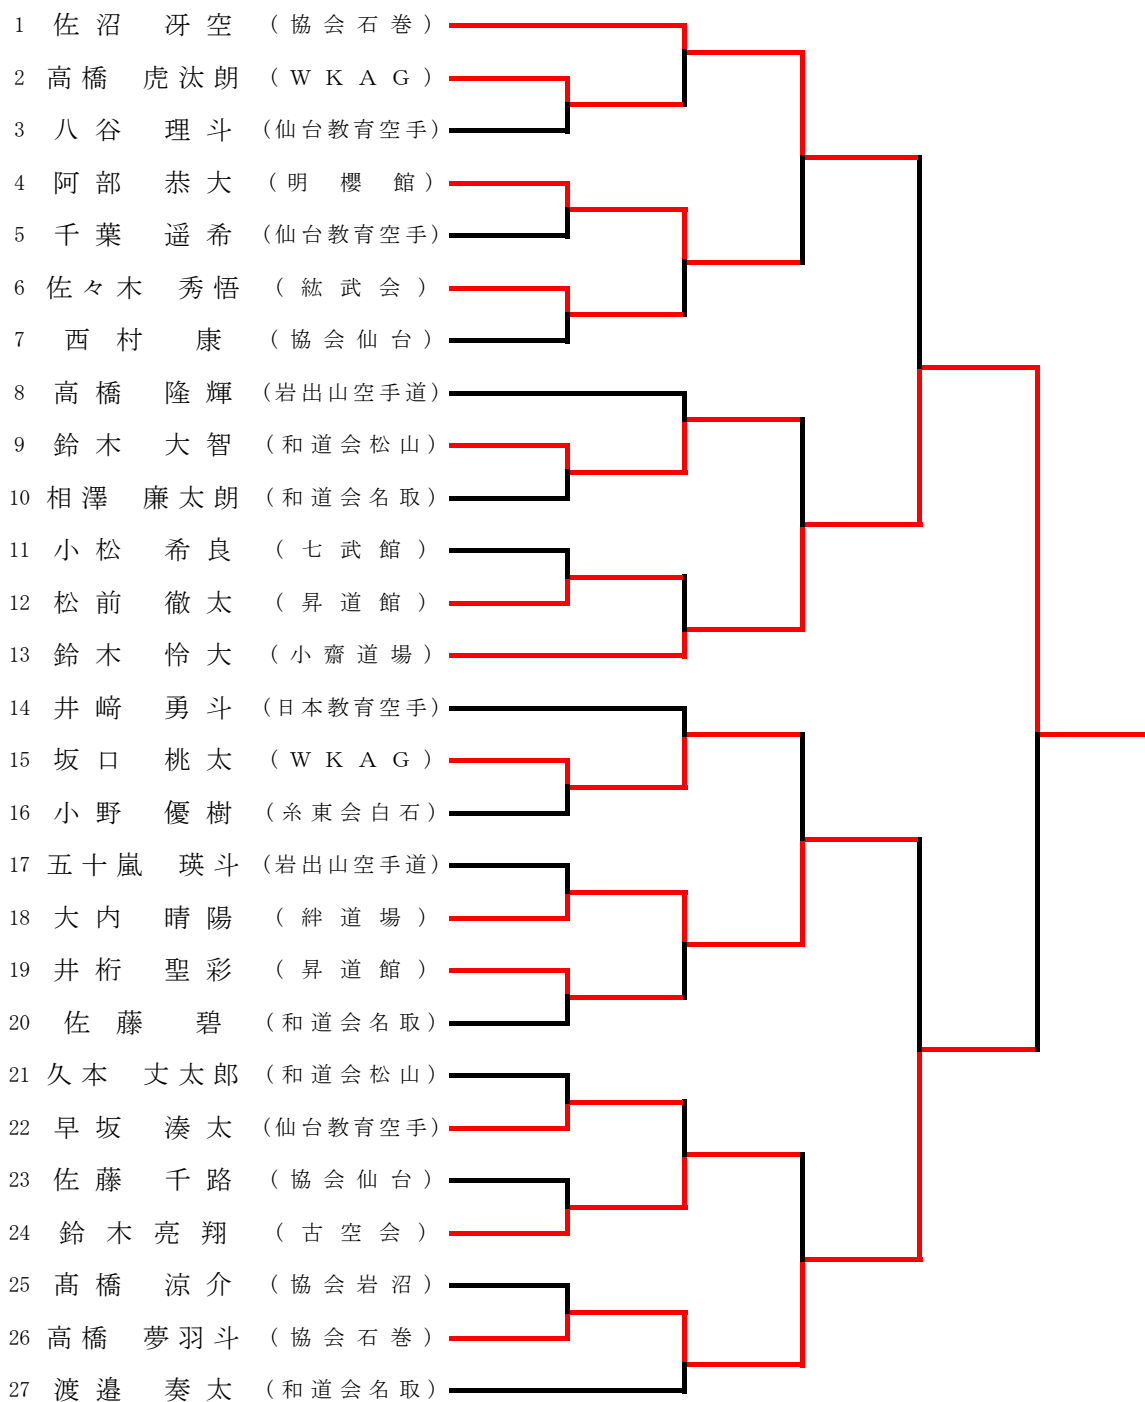 1 佐沼 冴空 (協会石巻)
2 高橋 虎汰朗 (WKAG)
3 八谷 理斗 (仙台教育空手)
4 阿部 恭大 (明櫻館)
5 千葉 遥希 (仙台教育空手)
6 佐々木 秀悟 (紘武会)
7 西村 康 (協会仙台)
8 高橋 隆輝 (岩出山空手道)
9 鈴木 大智 (和道会松山)
10 相澤 廉太朗 (和道会名取)
11 小松 希良 (七武館)
12 松前 徹太 (昇道館)
13 鈴木 怜大 (小齋道場)
14 井﨑 勇斗 (日本教育空手)
15 坂口 桃太 (WKAG)
16 小野 優樹 (糸東会白石)
17 五十嵐 瑛斗 (岩出山空手道)
18 大内 晴陽 (絆道場)
19 井桁 聖彩 (昇道館)
20 佐藤 碧 (和道会名取)
21 久本 丈太郎 (和道会松山)
22 早坂 湊太 (仙台教育空手)
23 佐藤 千路 (協会仙台)
24 鈴木亮翔 (古空会)
25 髙橋 涼介 (協会岩沼)
26 高橋 夢羽斗 (協会石巻)
27 渡邉 奏太 (和道会名取)